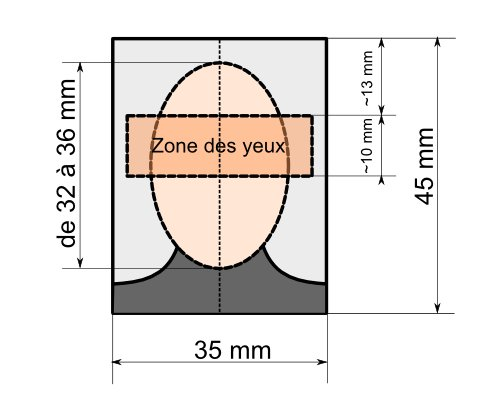 ~13 mm
Zone des yeux
~10 mm
de 32 à 36 mm
45 mm
35 mm